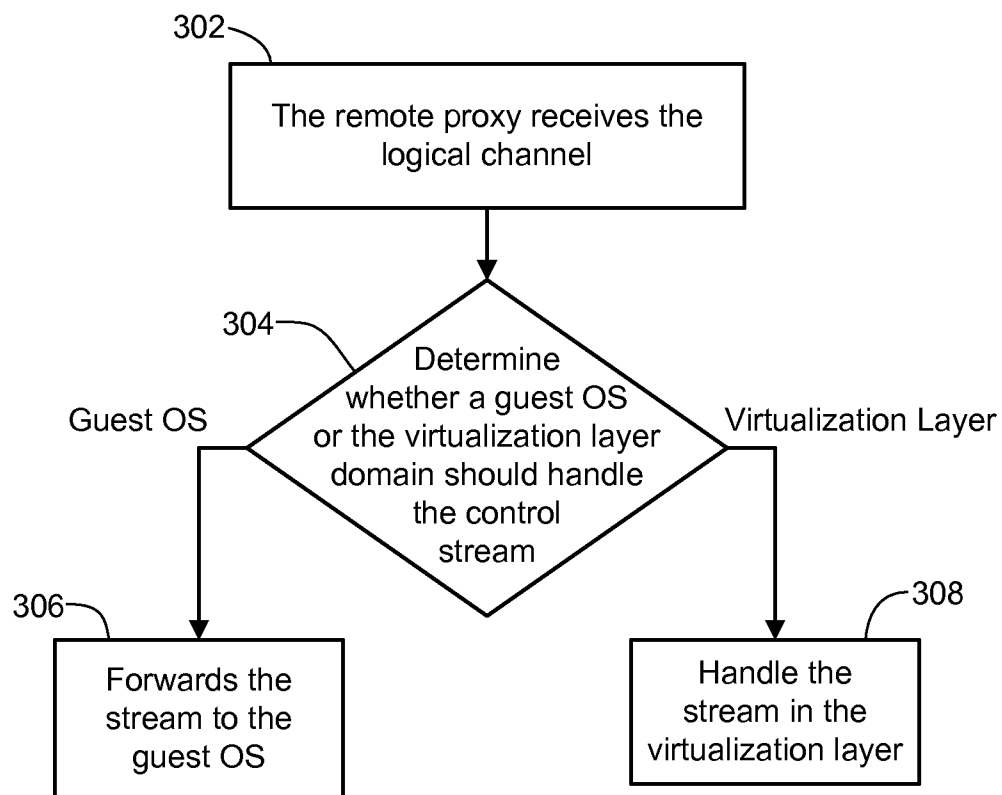 302
The remote proxy receives the
logical channel
304
Determine
whether a guest OS
or the virtualization layer
domain should handle
the control
stream
Guest OS
Virtualization Layer
306
Forwards the
stream to the
guest OS
308
Handle the
stream in the
virtualization layer